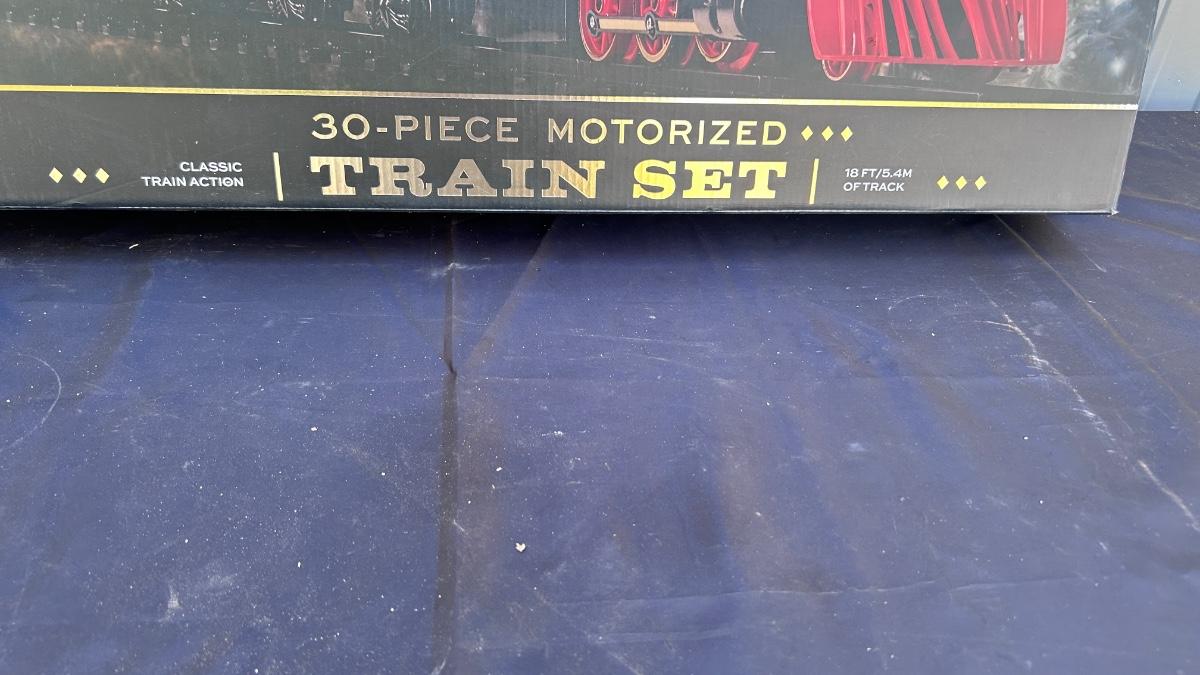 30-PIECE MOTORIZED
CLASSIC
TRAIN ACTION
TRAIN SET
18 FT/5.4M
OF TRACK